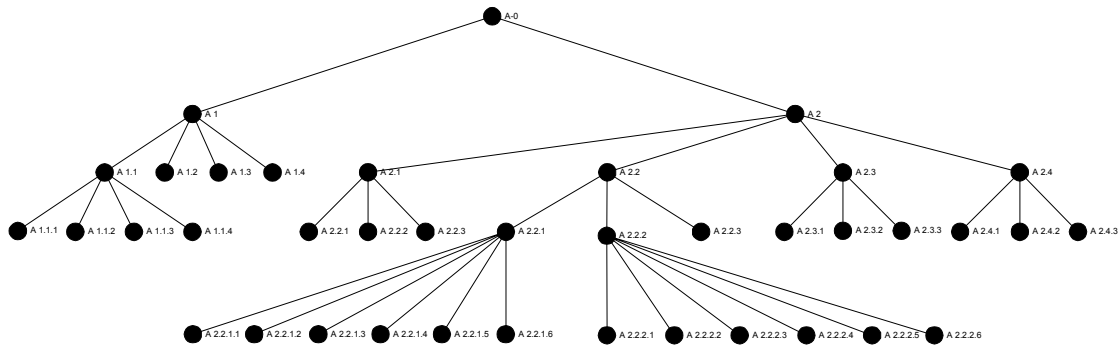 A-0
A 1
A 2
A 1.1
A 1.2
A 1.3
A 1.4
A 2.1
A 2.2
A 2.3
A 2.4
A 1.1.1
A 1.1.2
A 1.1.3
A 1.1.4
A 2.2.1
A 2.2.2
A 2.2.3
A 2.2.1
A 2.2.2
A 2.2.3
A 2.3.1
A 2.3.2
A 2.3.3
A 2.4.1
A 2.4.2
A 2.4.3
A 2.2.1.1
A 2.2.1.2
A 2.2.1.3
A 2.2.1.4
A 2.2.1.5
A 2.2.1.6
A 2.2.2.1
A 2.2.2.2
A 2.2.2.3
A 2.2.2.4
A 2.2.2.5
A 2.2.2.6